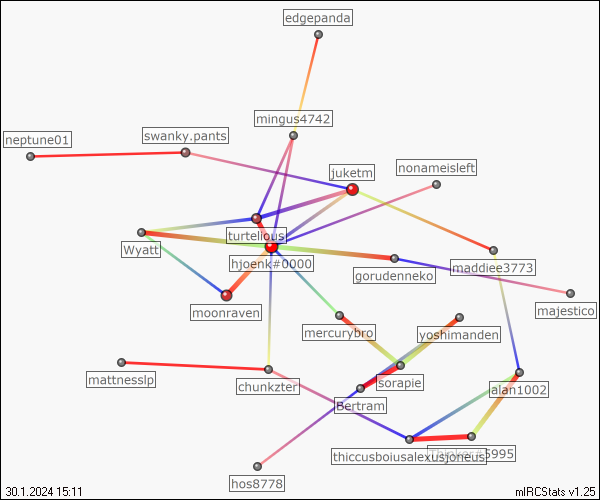 edgepanda
mingus4742
swanky.pants
neptune01
juketm
nonameisleft
turtelious
Wyatt
hjoenk#0000
gorudenneko
maddiee3773
moonraven
majestico
mercurybro
yoshimanden
mattnesslp
chunkzter
sorapie
alan1002
Bertram
thiccusboiusalexusjoneus
5995
hos8778
30.1.2024 15:11
mIRCStats v1.25